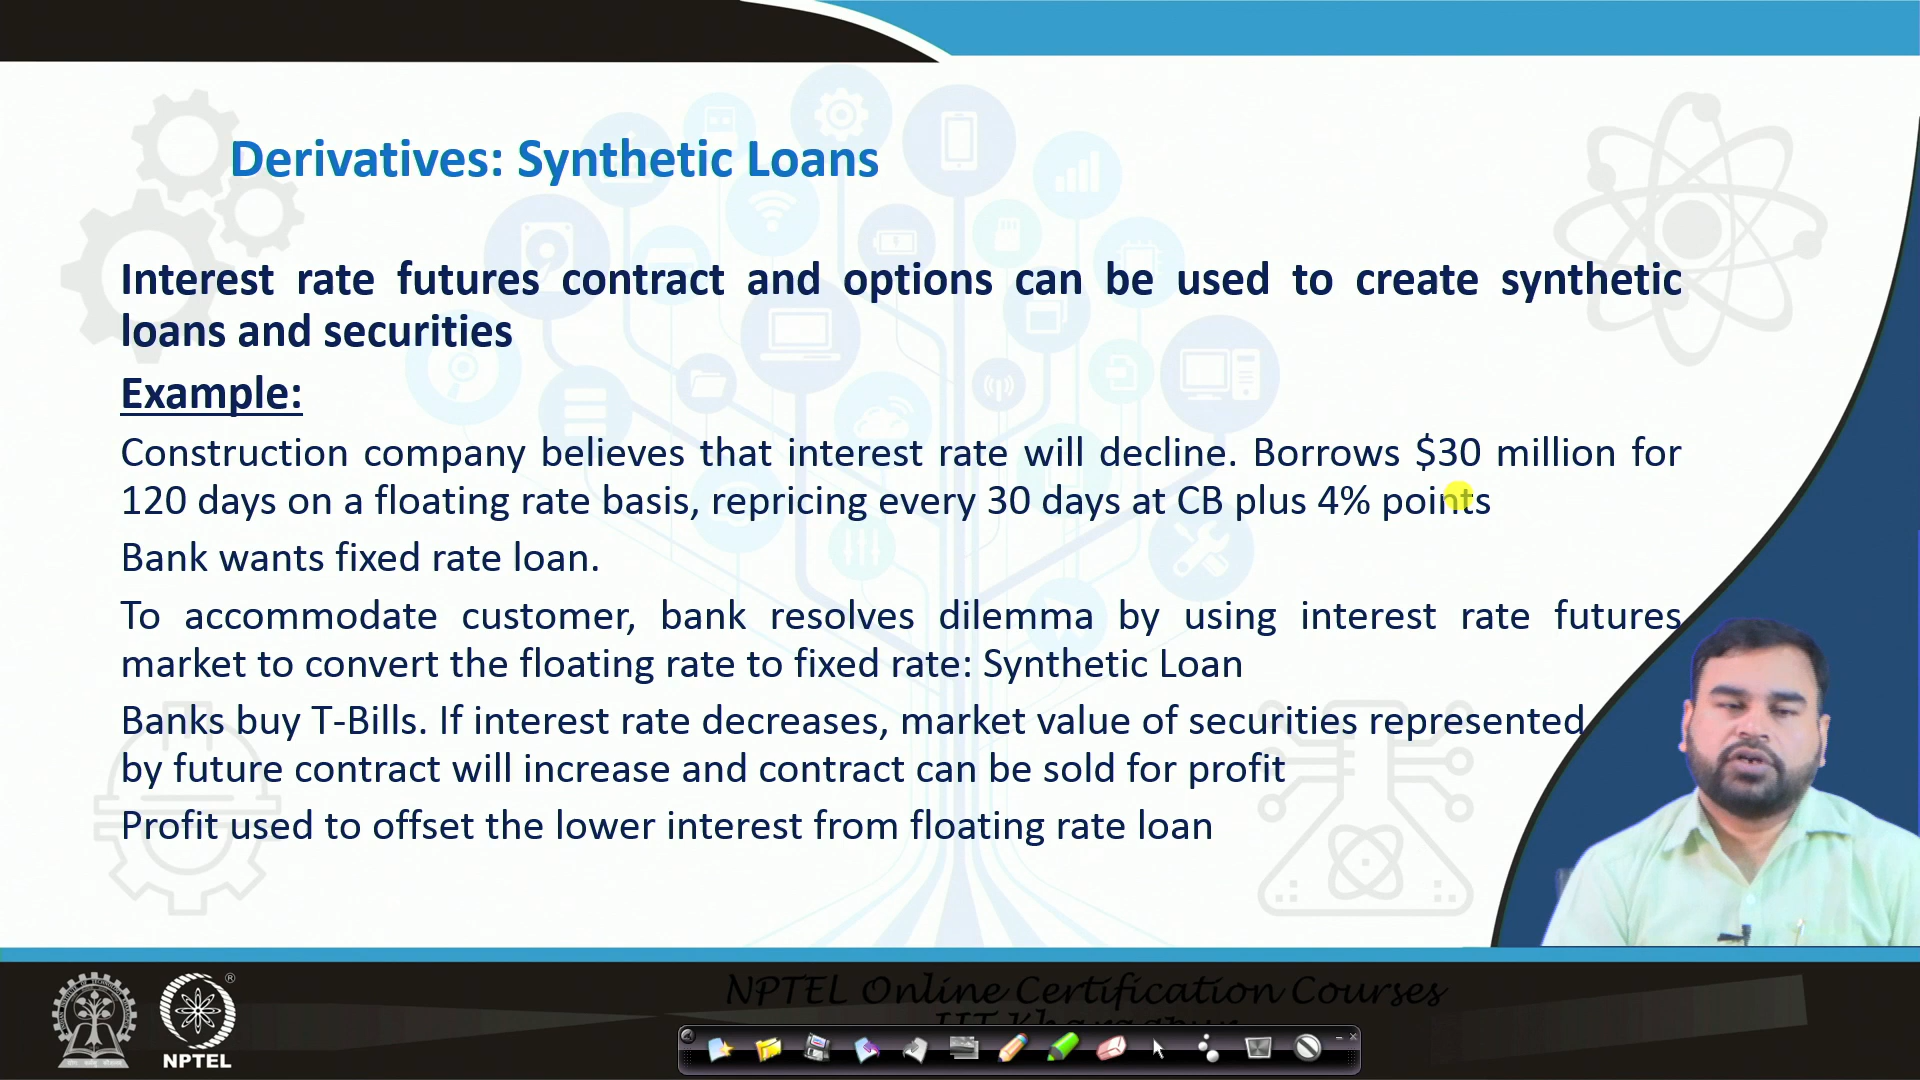 Derivatives: Synthetic Loans
Interest rate futures contract and options can be used to create synthetic
loans and securities
Example:
Construction company believes that interest rate will decline. Borrows $30 million for
120 days on a floating rate basis, repricing every 30 days at CB plus 4% points
Bank wants fixed rate loan.
To accommodate customer, bank resolves dilemma by using interest rate futures
market to convert the floating rate to fixed rate: Synthetic Loan
Banks buy T-Bills. If interest rate decreases, market value of securities represented
by future contract will increase and contract can be sold for profit
Profit used to offset the lower interest from floating rate loan
NPTEL Online Certification Courses
IIT Kharagpur
NPTEL
®